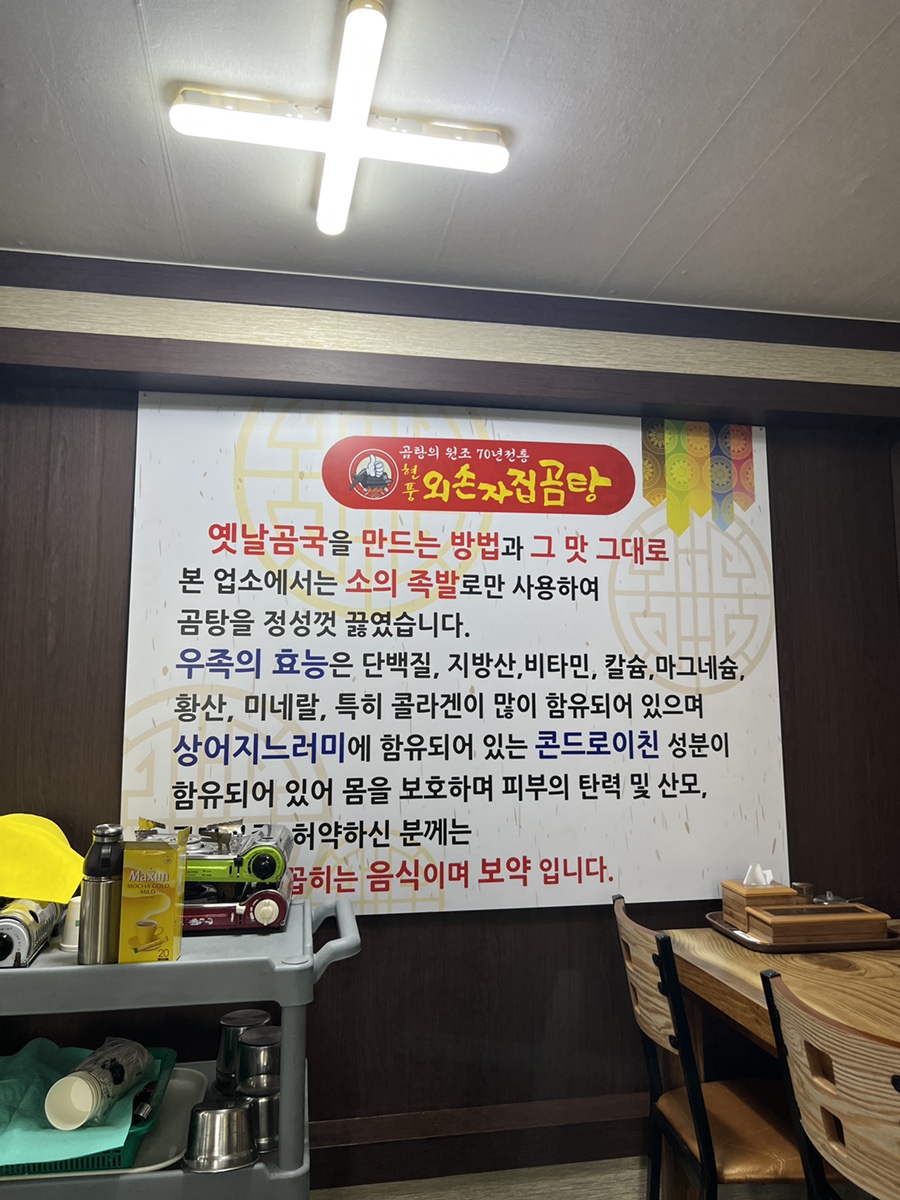 곰탕의 원조 70년전통
현풍 외손자집곰탕
옛날곰국을 만드는 방법과 그 맛 그대로
본 업소에서는 소의 족발로만 사용하여
곰탕을 정성껏 끓였습니다.
우족의 효능은 단백질, 지방산,비타민, 칼슘,마그네슘,
황산, 미네랄, 특히 콜라겐이 많이 함유되어 있으며
상어지느러미에 함유되어 있는 콘드로이친 성분이
함유되어 있어 몸을 보호하며 피부의 탄력 및 산모,
허약하신 분께는
꼽히는 음식이며 보약 입니다.
Maxim
MOCHA GOLD
MILD
20